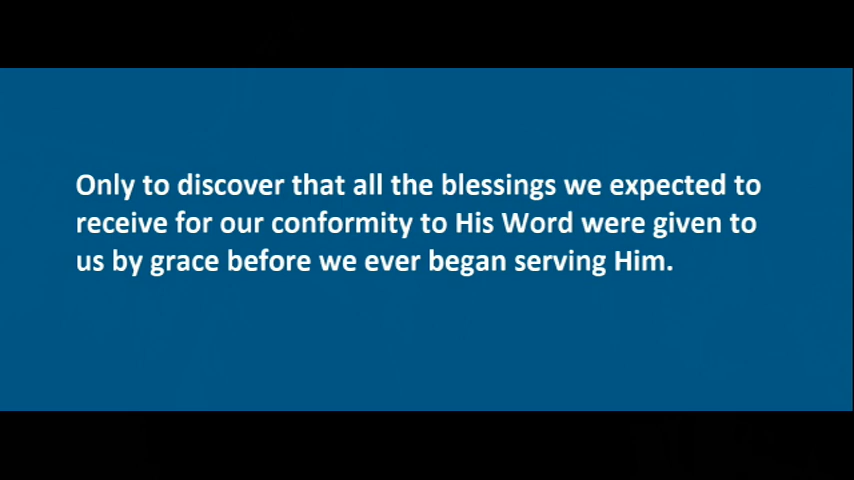 Only to discover that all the blessings we expected to
receive for our conformity to His Word were given to
us by grace before we ever began serving Him.